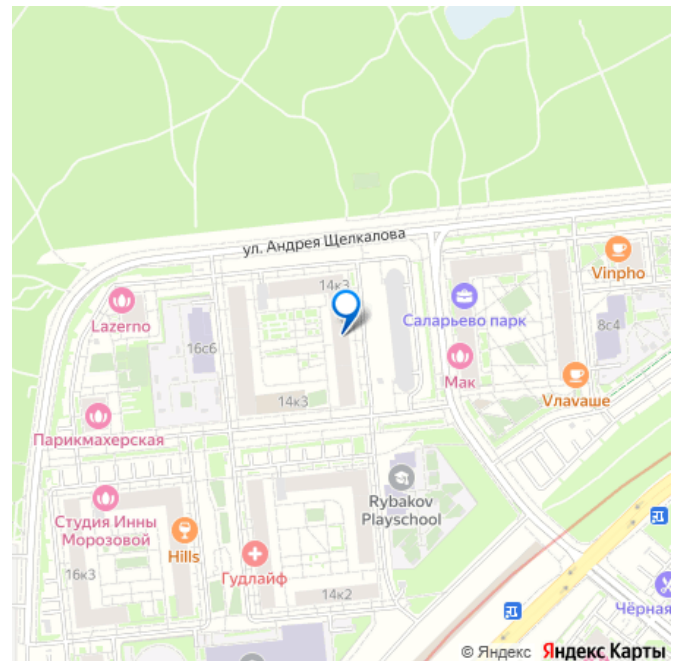 ул. Андрея Щелкалова
Vinpho
14к3
Lazerno
Саларьево парк
8с4
16с6
Мак
Vлаvаше
14к3
Парикмахерская
Rybakov
Playschool
Студия Инны
Морозовой
Hills
16к3
Гудлайф
14к2
Чёрная
© Яндекс Яндекс Карты